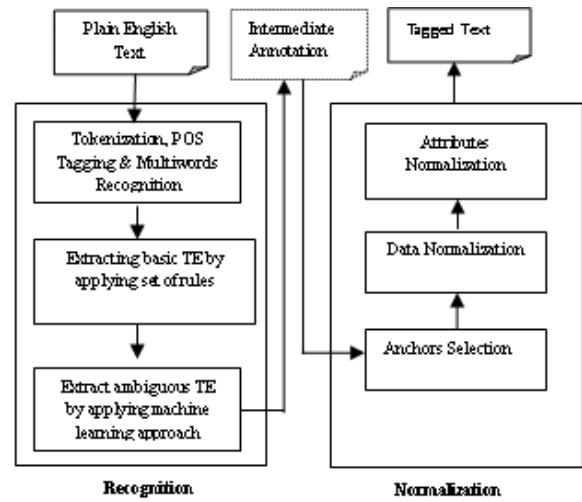 Plain English
Text
Intermediate
Annotation
Tagged Text
Tokenization, POS
Tagging & Multiwords
Recognition
Extracting basic TE by
applying set of rules
Extract ambiguous TE
by applying machine
learning approach
Recognition
Attributes
Normalization
Data Normalization
Anchors Selection
Normalization